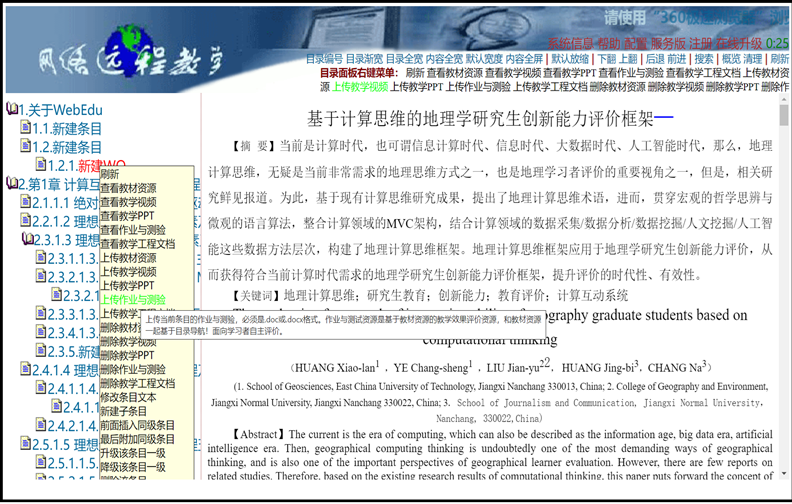 请使用 "360极速浏览器" 浏
系统信息 帮助 配置 服务版 注册 在线升级 0:25
网络远程教学
目录编号 目录渐宽 目录全宽 内容全宽 默认宽度 内容全屏 | 默认放缩 | 下翻 上翻 | 后退 前进 | 搜索 | 概览 清理 | 刷新
目录面板右键菜单: 刷新 查看教材资源 查看教学视频 查看教学PPT 查看作业与测验 查看教学工程文档 上传教材资
源 上传教学视频 上传教学PPT 上传作业与测验 上传教学工程文档 删除教材资源 删除教学视频 删除教学PPT 删除作
1.关于WebEdu
1.1.新建条目
1.2.新建条目
1.2.1.新建WO
2.第1章 计算互
2.1.1.1 绝对
2.2.1.2 理想
2.3.1.3 理想
2.3.1.1.3.
2.3.2.1.3.
2.3.2.1
2.3.3.1.3.
2.3.4.1.3.
2.3.5.新建
2.4.1.4 理想
2.4.1.1.4.
2.4.1.1
2.4.2.1.4.
2.5.1.5 理想
2.5.1.1.5.
刷新
查看教材资源
查看教学视频
查看教学PPT
查看作业与测验
查看教学工程文档
上传教材资源
上传教学视频
上传教学PPT
上传作业与测验
上传教学工程文档
删除教材资
删除教学视频
删除教学PPT
删除作业与测验
删除教学工程文档
修改条目文本
新建子条目
前面插入同级条目
最后附加同级条目
升级该条目一级
降级该条目一级
删除该条目
上传当前条目的作业与测验，必须是.doc或.docx格式。作业与测试资源是基于教材资源的教学效果评价资源，和教材资源
一起基于目录导航！面向学习者自主评价。
基于计算思维的地理学研究生创新能力评价框架一
【摘 要】当前是计算时代，也可谓信息计算时代、信息时代、大数据时代、人工智能时代，那么，地理
计算思维，无疑是当前非常需求的地理思维方式之一，也是地理学习者评价的重要视角之一，但是，相关研
究鲜见报道。为此，基于现有计算思维研究成果，提出了地理计算思维术语，进而，贯穿宏观的哲学思辨与
微观的语言算法，整合计算领域的MVC架构，结合计算领域的数据采集/数据分析/数据挖掘/人文挖掘/人工智
能这些数据方法层次，构建了地理计算思维框架。地理计算思维框架应用于地理学研究生创新能力评价，从
而获得符合当前计算时代需求的地理学研究生创新能力评价框架，提升评价的时代性、有效性。
【关键词】地理计算思维；研究生教育；创新能力；教育评价；计算互动系统
ography graduate students based on
computational thinking
（HUANG Xiao-lan1 ，YE Chang-sheng1 ，LIU Jian-yu22，HUANG Jing-bi3，CHANG Na3）
(1. School of Geosciences, East China University of Technology, Jiangxi Nanchang 330013, China; 2. College of Geography and Environment,
Jiangxi Normal University, Jiangxi Nanchang 330022, China; 3. School of Journalism and Communication, Jiangxi Normal University,
Nanchang, 330022,China)
【Abstract】The current is the era of computing, which can also be described as the information age, big data era, artificial
intelligence era. Then, geographical computing thinking is undoubtedly one of the most demanding ways of geographical
thinking, and is also one of the important perspectives of geographical learner evaluation. However, there are few reports on
related studies. Therefore, based on the existing research results of computational thinking, this paper puts forward the concept of